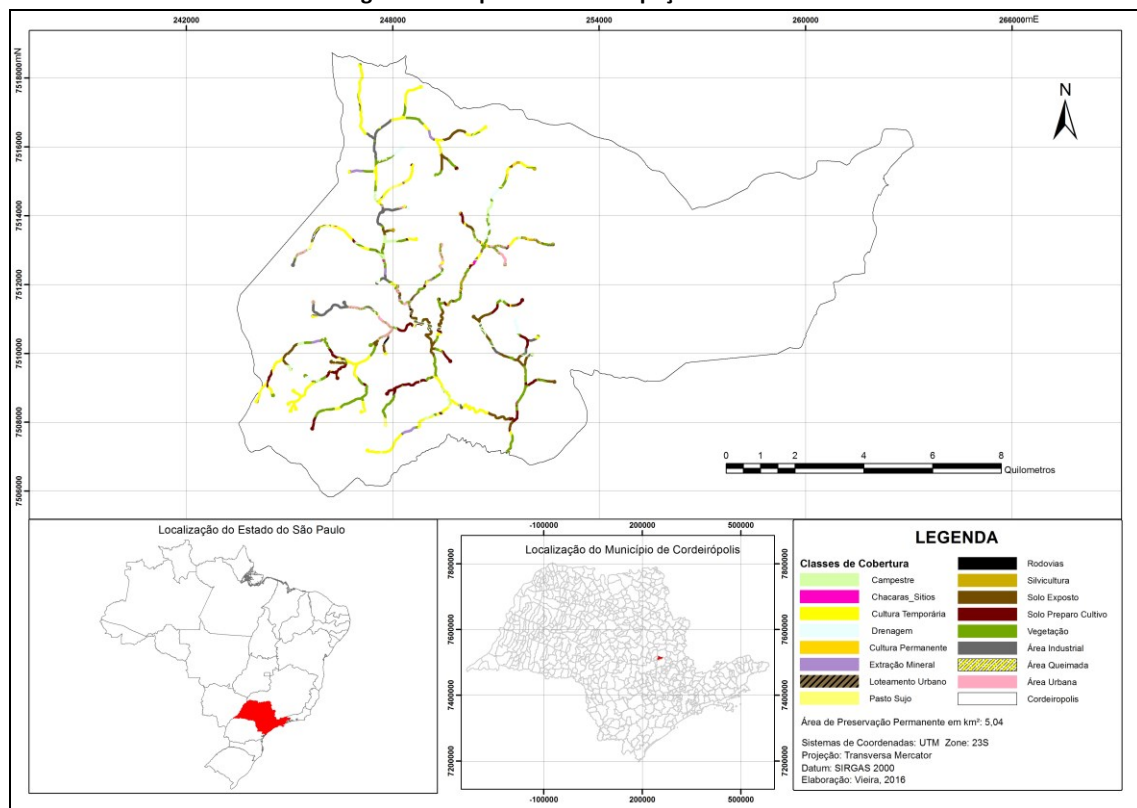 242000 248000 254000 260000 266000mE
7518000mN
7516000
7514000
7512000
7510000
7508000
7506000
N
0 1 2 4 6 8
Quilometros
Localização do Estado do São Paulo
-100000 200000 500000
Localização do Município de Cordeirópolis
7800000
7600000
7400000
7200000
-100000 200000 500000
LEGENDA
Classes de Cobertura
Campestre
Chacaras_Sitios
Cultura Temporária
Drenagem
Cultura Permanente
Extração Mineral
Loteamento Urbano
Pasto Sujo
Rodovias
Silvicultura
Solo Exposto
Solo Preparo Cultivo
Vegetação
Área Industrial
Área Queimada
Área Urbana
Cordeiropolis
Área de Preservação Permanente em km²: 5,04
Sistemas de Coordenadas: UTM Zone: 23S
Projeção: Transversa Mercator
Datum: SIRGAS 2000
Elaboração: Vieira, 2016